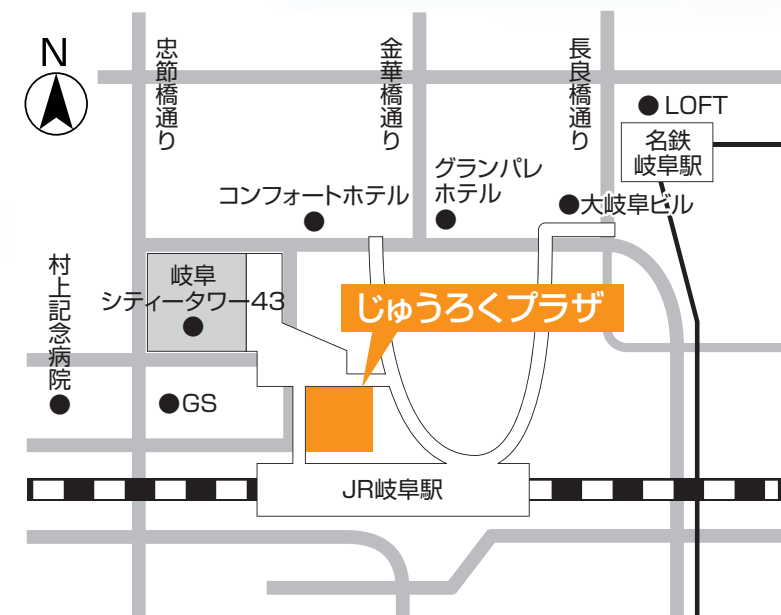 N
忠節橋通り
金華橋通り
長良橋通り
LOFT
名鉄
岐阜駅
グランパレ
ホテル
コンフォートホテル
大岐阜ビル
村上記念病院
岐阜
シティータワー43
じゅうろくプラザ
GS
JR岐阜駅